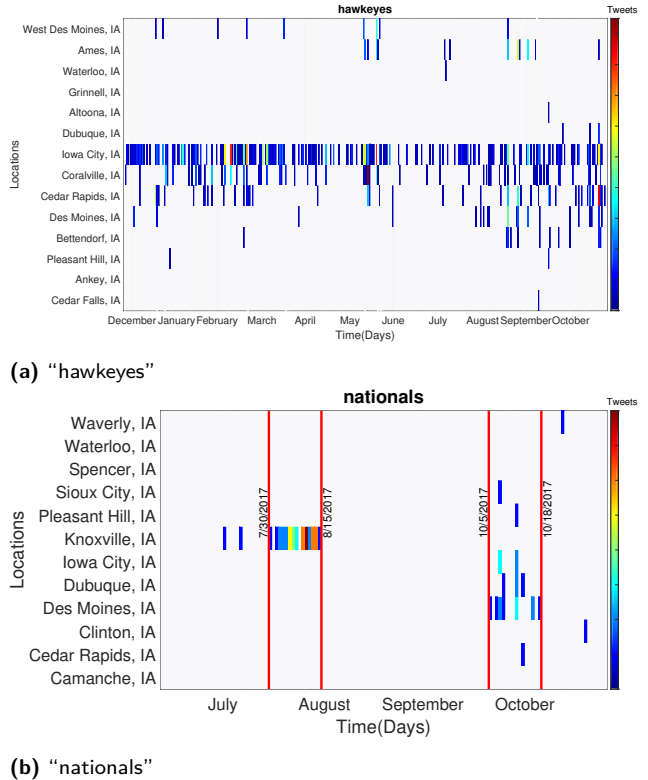 hawkeyes
Tweets
West Des Moines, IA
Ames, IA
Waterloo, IA
Grinnell, IA
Altoona, IA
Dubuque, IA
Iowa City, IA
Coralville, IA
Cedar Rapids, IA
Des Moines, IA
Bettendorf, IA
Pleasant Hill, IA
Ankey, IA
Cedar Falls, IA
Locations
December January February March April May June July August September October
Time(Days)
(a) “hawkeyes”
nationals
Tweets
Waverly, IA
Waterloo, IA
Spencer, IA
Sioux City, IA
Pleasant Hill, IA
Knoxville, IA
Iowa City, IA
Dubuque, IA
Des Moines, IA
Clinton, IA
Cedar Rapids, IA
Camanche, IA
Locations
7/30/2017
8/15/2017
10/5/2017
10/18/2017
July August September October
Time(Days)
(b) “nationals”